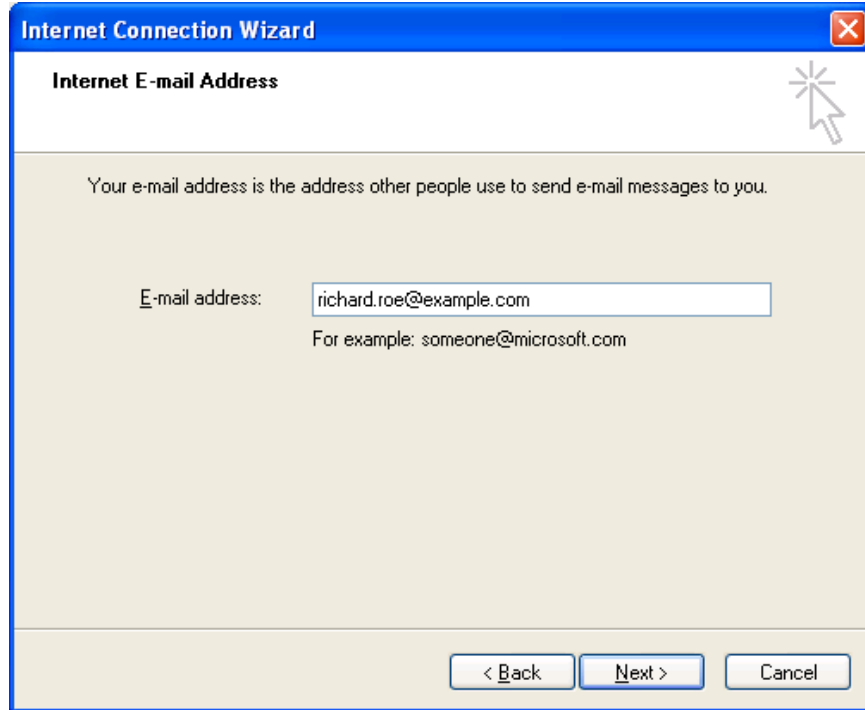 Internet Connection Wizard
Internet E-mail Address
Your e-mail address is the address other people use to send e-mail messages to you.
E-mail address: richard.roe@example.com
For example: someone@microsoft.com
< Back Next > Cancel